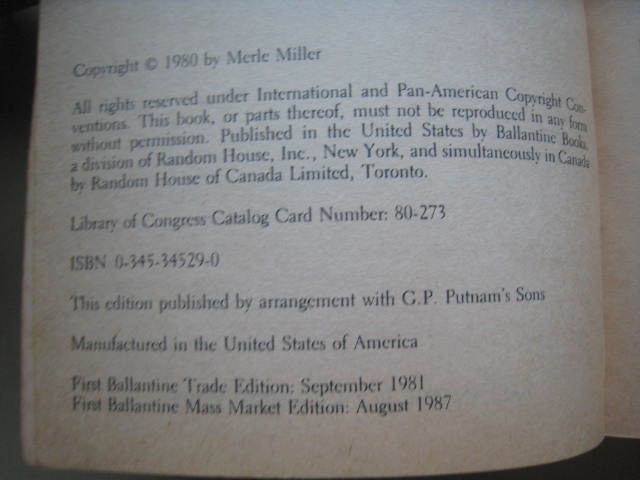 Copyright © 1980 by Merle Miller
All rights reserved under International and Pan-American Copyright Con-
ventions. This book, or parts thereof, must not be reproduced in any form
without permission. Published in the United States by Ballantine Books,
a division of Random House, Inc., New York, and simultaneously in Canada
by Random House of Canada Limited, Toronto.
Library of Congress Catalog Card Number: 80-273
ISBN 0-345-34529-0
This edition published by arrangement with G.P. Putnam's Sons
Manufactured in the United States of America
First Ballantine Trade Edition: September 1981
First Ballantine Mass Market Edition: August 1987